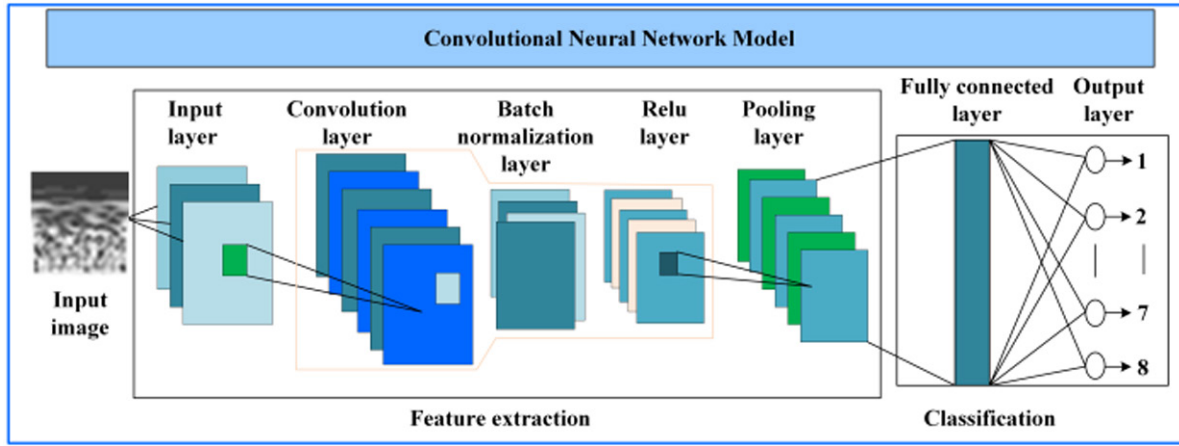 Convolutional Neural Network Model
Input
layer
Convolution
layer
Batch
normalization
layer
Relu
layer
Pooling
layer
Fully connected
layer
Output
layer
Input
image
1
2
7
8
Feature extraction
Classification